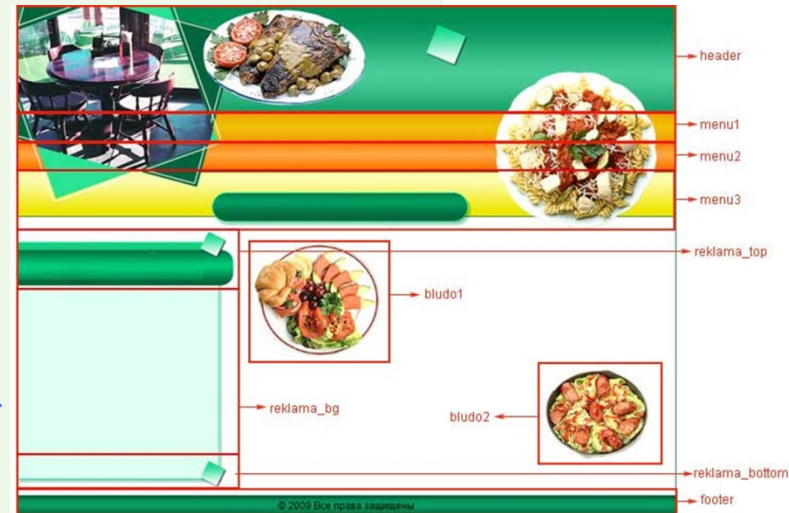 header
menu1
menu2
menu3
reklama_top
bludo1
reklama_bg
bludo2
reklama_bottom
footer
© 2009 Все права защищены